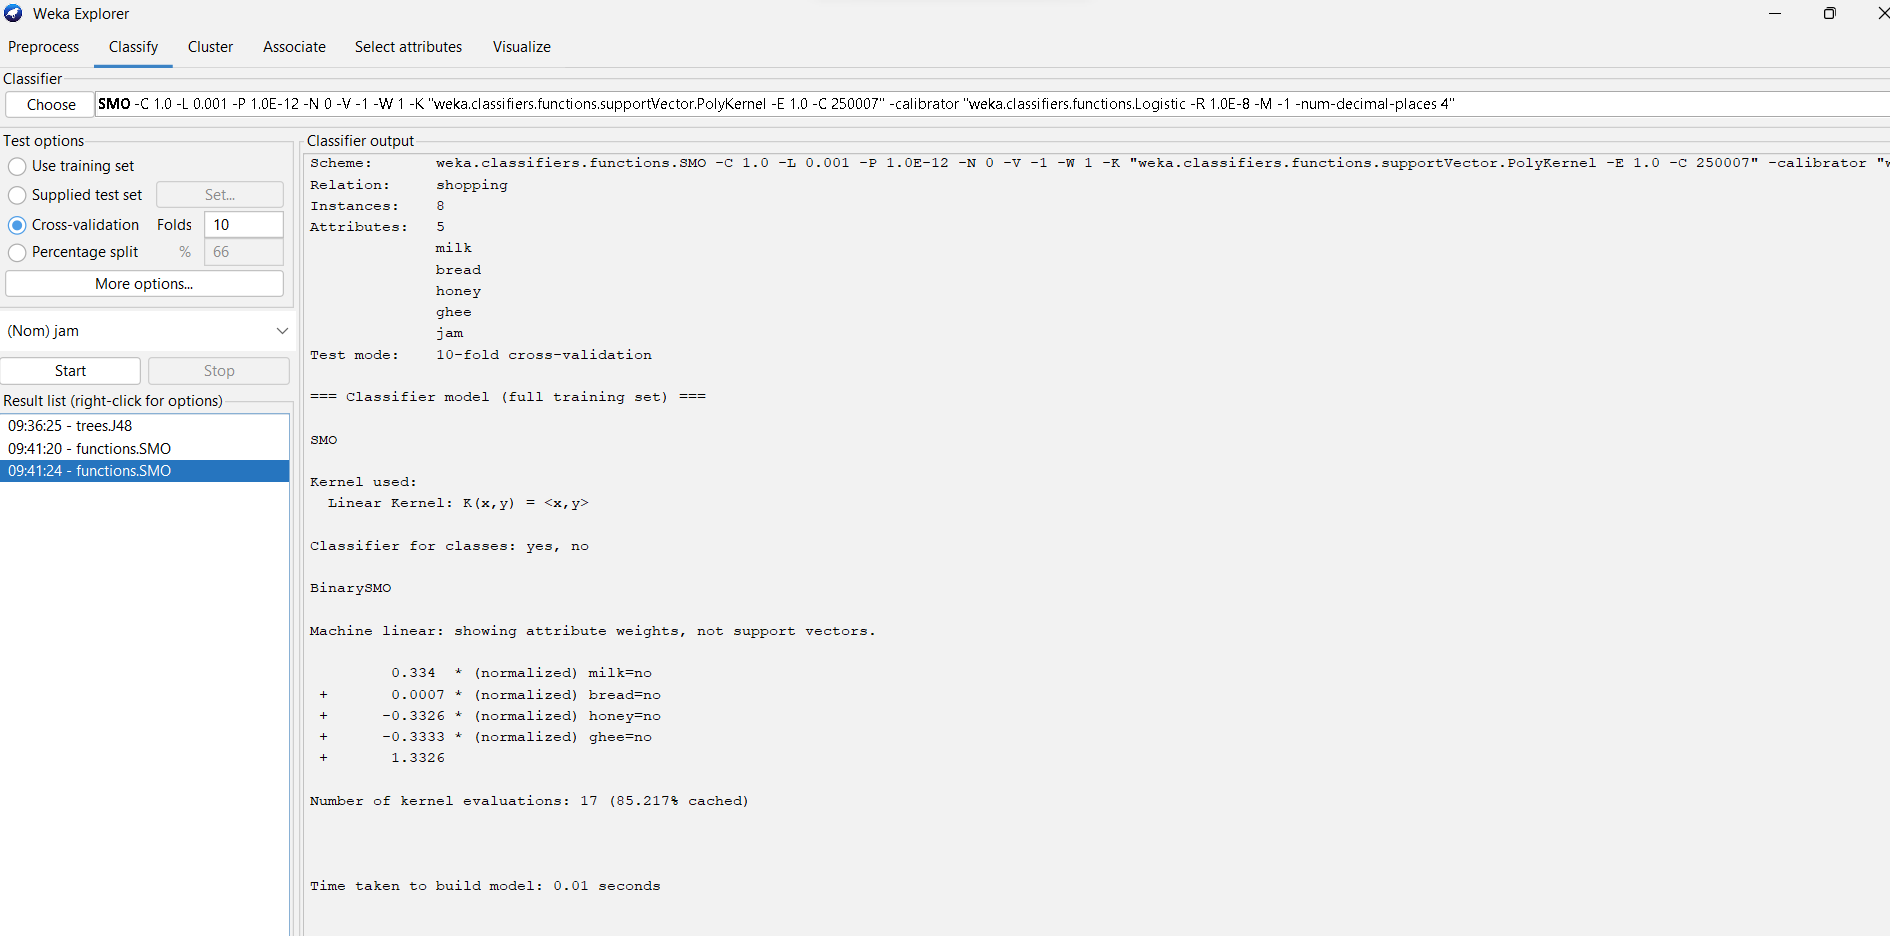 Weka Explorer
Preprocess Classify Cluster Associate Select attributes Visualize
Classifier
Choose SMO -C 1.0 -L 0.001 -P 1.0E-12 -N 0 -V -1 -W 1 -K "weka.classifiers.functions.supportVector.PolyKernel -E 1.0 -C 250007" -calibrator "weka.classifiers.functions.Logistic -R 1.0E-8 -M -1 -num-decimal-places 4"
Test options
Use training set
Supplied test set Set...
Cross-validation Folds 10
Percentage split % 66
More options...
(Nom) jam
Start Stop
Result list (right-click for options)
09:36:25 - trees.J48
09:41:20 - functions.SMO
09:41:24 - functions.SMO
Classifier output
Scheme: weka.classifiers.functions.SMO -C 1.0 -L 0.001 -P 1.0E-12 -N 0 -V -1 -W 1 -K "weka.classifiers.functions.supportVector.PolyKernel -E 1.0 -C 250007" -calibrator "w
Relation: shopping
Instances: 8
Attributes: 5
milk
bread
honey
ghee
jam
Test mode: 10-fold cross-validation
=== Classifier model (full training set) ===
SMO
Kernel used:
Linear Kernel: K(x,y) = <x,y>
Classifier for classes: yes, no
BinarySMO
Machine linear: showing attribute weights, not support vectors.
0.334 * (normalized) milk=no
+ 0.0007 * (normalized) bread=no
+ -0.3326 * (normalized) honey=no
+ -0.3333 * (normalized) ghee=no
+ 1.3326
Number of kernel evaluations: 17 (85.217% cached)
Time taken to build model: 0.01 seconds